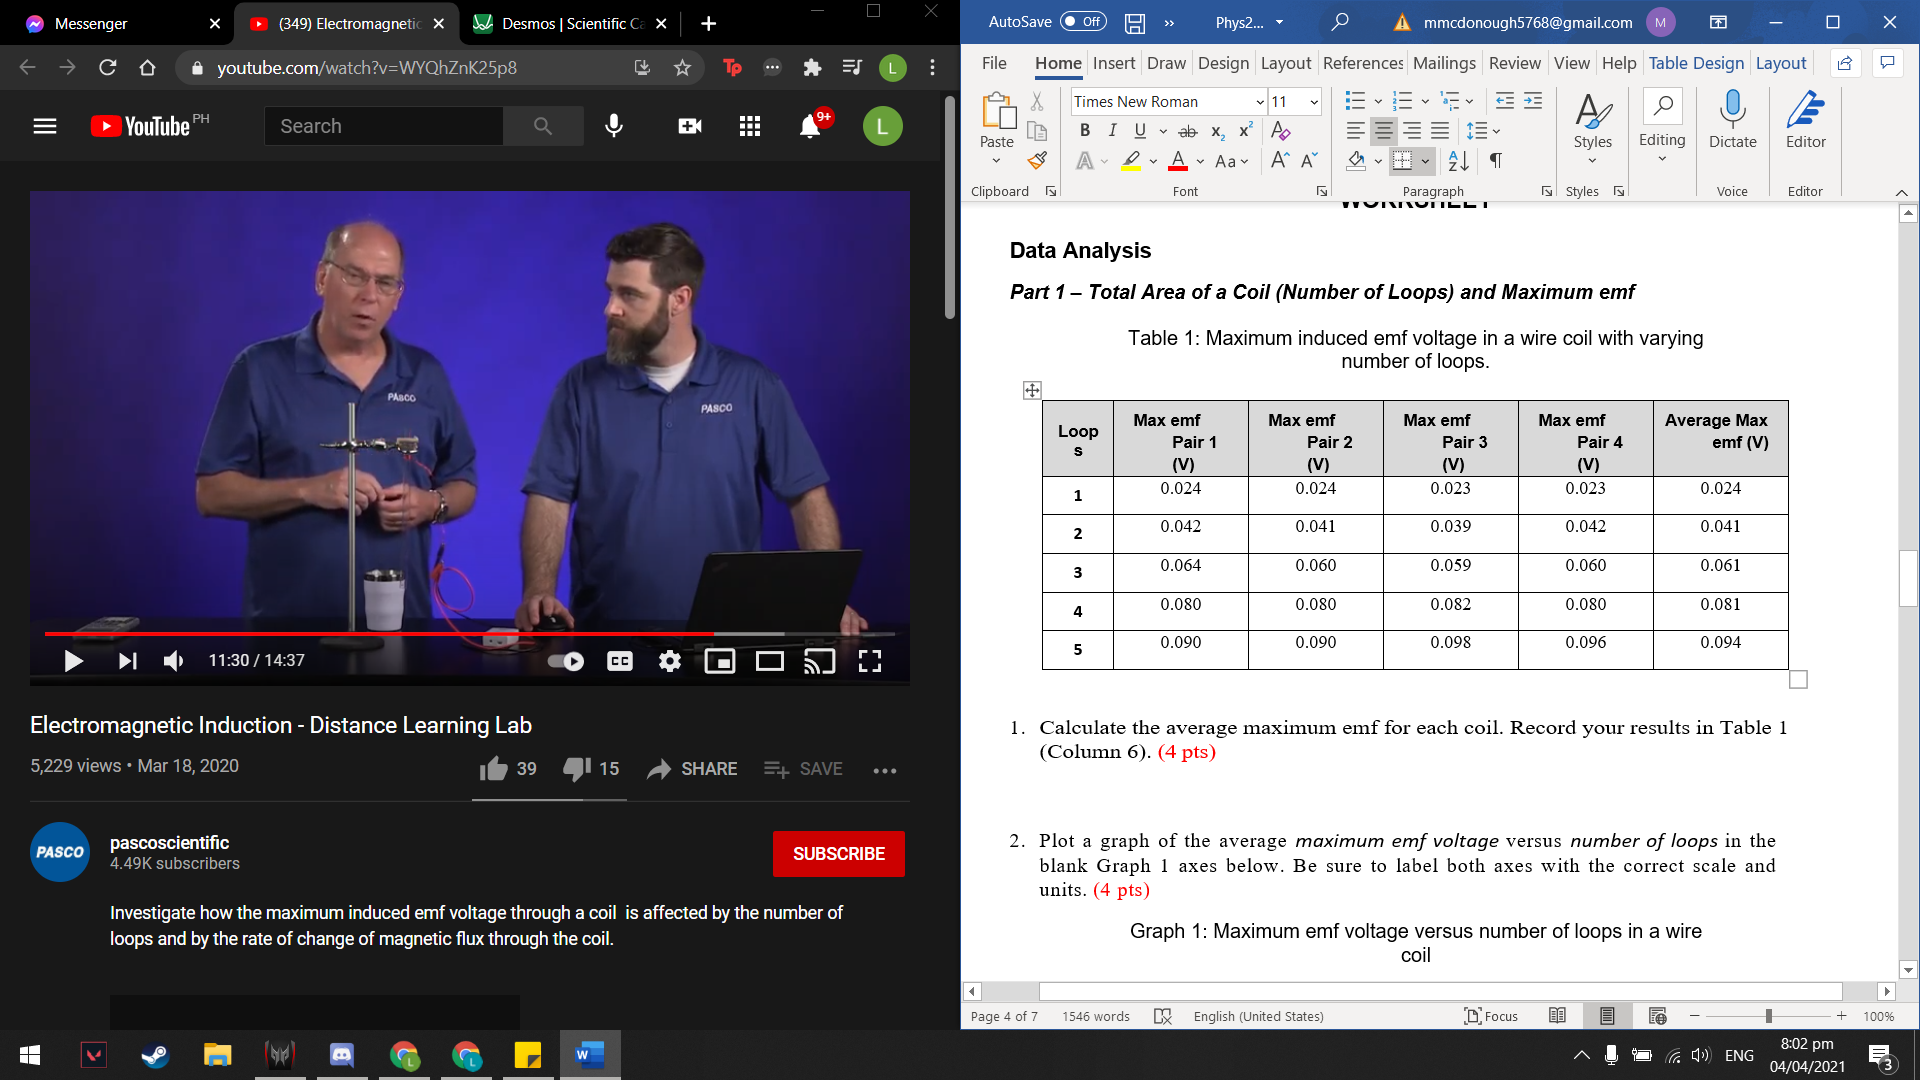 Messenger
(349) Electromagnetic
Desmos | Scientific Ca
youtube.com/watch?v=WYQhZnK25p8
Tp
L
YouTube PH
Search
9+
L
PASCO
PASCO
11:30 / 14:37
CC
Electromagnetic Induction - Distance Learning Lab
5,229 views • Mar 18, 2020
39
15
SHARE
SAVE
PASCO
pascoscientific
4.49K subscribers
SUBSCRIBE
Investigate how the maximum induced emf voltage through a coil is affected by the number of
loops and by the rate of change of magnetic flux through the coil.
AutoSave Off
Phys2...
mmcdonough5768@gmail.com
M
File Home Insert Draw Design Layout References Mailings Review View Help Table Design Layout
Times New Roman 11
Paste
Styles
Editing
Dictate
Editor
Clipboard
Font
Paragraph
Styles
Voice
Editor
WORKSHEET
Data Analysis
Part 1 – Total Area of a Coil (Number of Loops) and Maximum emf
Table 1: Maximum induced emf voltage in a wire coil with varying
number of loops.
Loop
s
Max emf
Pair 1
(V)
Max emf
Pair 2
(V)
Max emf
Pair 3
(V)
Max emf
Pair 4
(V)
Average Max
emf (V)
1 0.024 0.024 0.023 0.023 0.024
2 0.042 0.041 0.039 0.042 0.041
3 0.064 0.060 0.059 0.060 0.061
4 0.080 0.080 0.082 0.080 0.081
5 0.090 0.090 0.098 0.096 0.094
1. Calculate the average maximum emf for each coil. Record your results in Table 1
(Column 6). (4 pts)
2. Plot a graph of the average maximum emf voltage versus number of loops in the
blank Graph 1 axes below. Be sure to label both axes with the correct scale and
units. (4 pts)
Graph 1: Maximum emf voltage versus number of loops in a wire
coil
Page 4 of 7
1546 words
English (United States)
Focus
100%
ENG
8:02 pm
04/04/2021
3